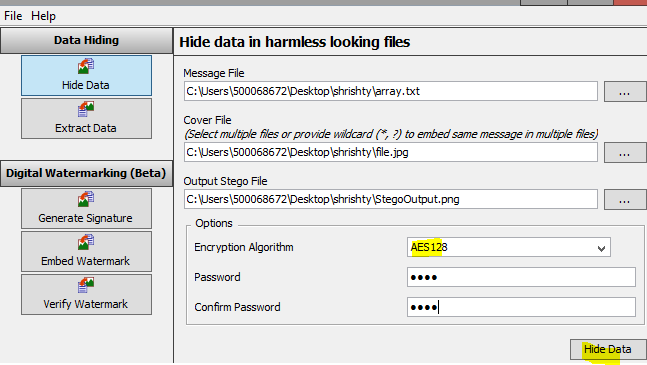 File Help
Data Hiding
Hide Data
Extract Data
Digital Watermarking (Beta)
Generate Signature
Embed Watermark
Verify Watermark
Hide data in harmless looking files
Message File
C:\Users\500068672\Desktop\shrishty\array.txt
...
Cover File
(Select multiple files or provide wildcard (*, ?) to embed same message in multiple files)
C:\Users\500068672\Desktop\shrishty\file.jpg
...
Output Stego File
C:\Users\500068672\Desktop\shrishty\StegoOutput.png
...
Options
Encryption Algorithm AES128
Password ●●●●
Confirm Password ●●●●
Hide Data